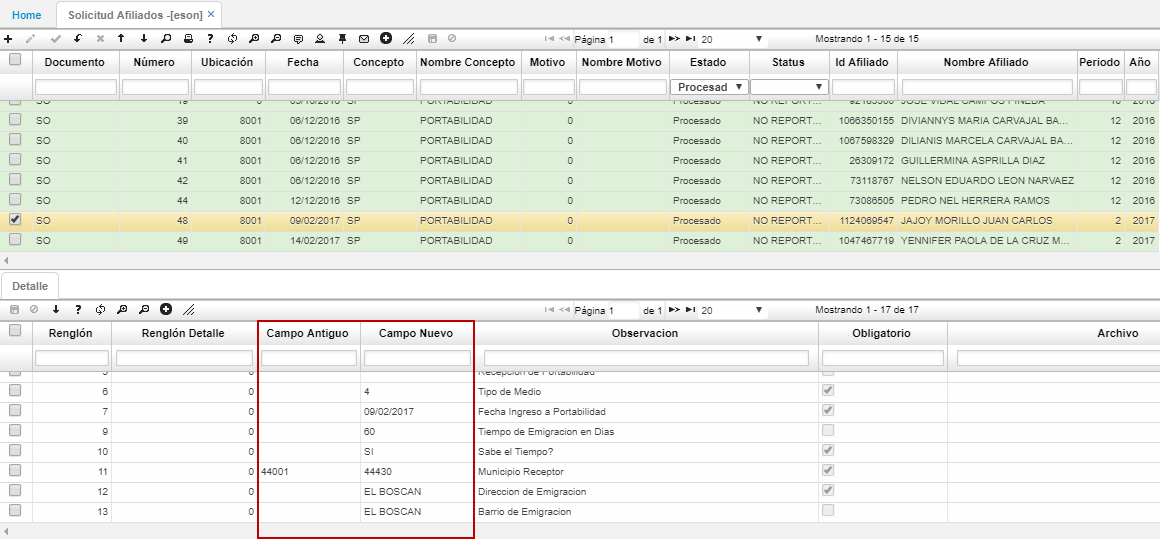 Home Solicitud Afiliados -[eson] ×
Página 1 de 1 20 Mostrando 1 - 15 de 15
Documento Número Ubicación Fecha Concepto Nombre Concepto Motivo Nombre Motivo Estado Status Id Afiliado Nombre Afiliado Periodo Año
Procesad
SO 39 8001 06/12/2016 SP PORTABILIDAD 0 Procesado NO REPORT... 1066350155 DIVIANNYS MARIA CARVAJAL BA... 12 2016
SO 40 8001 06/12/2016 SP PORTABILIDAD 0 Procesado NO REPORT... 1067598329 DILIANIS MARCELA CARVAJAL BA... 12 2016
SO 41 8001 06/12/2016 SP PORTABILIDAD 0 Procesado NO REPORT... 26309172 GUILLERMINA ASPRILLA DIAZ 12 2016
SO 42 8001 06/12/2016 SP PORTABILIDAD 0 Procesado NO REPORT... 73118767 NELSON EDUARDO LEON NARVAEZ 12 2016
SO 44 8001 12/12/2016 SP PORTABILIDAD 0 Procesado NO REPORT... 73086505 PEDRO NEL HERRERA RAMOS 12 2016
SO 48 8001 09/02/2017 SP PORTABILIDAD 0 Procesado NO REPORT... 1124069547 JAJOY MORILLO JUAN CARLOS 2 2017
SO 49 8001 14/02/2017 SP PORTABILIDAD 0 Procesado NO REPORT... 1047467719 YENNIFER PAOLA DE LA CRUZ M... 2 2017
Detalle
Página 1 de 1 20 Mostrando 1 - 17 de 17
Renglón Renglón Detalle Campo Antiguo Campo Nuevo Observacion Obligatorio Archivo
Recepcion de Portabilidad
6 0 4 Tipo de Medio
7 0 09/02/2017 Fecha Ingreso a Portabilidad
9 0 60 Tiempo de Emigracion en Dias
10 0 SI Sabe el Tiempo?
11 0 44001 44430 Municipio Receptor
12 0 EL BOSCAN Direccion de Emigracion
13 0 EL BOSCAN Barrio de Emigracion